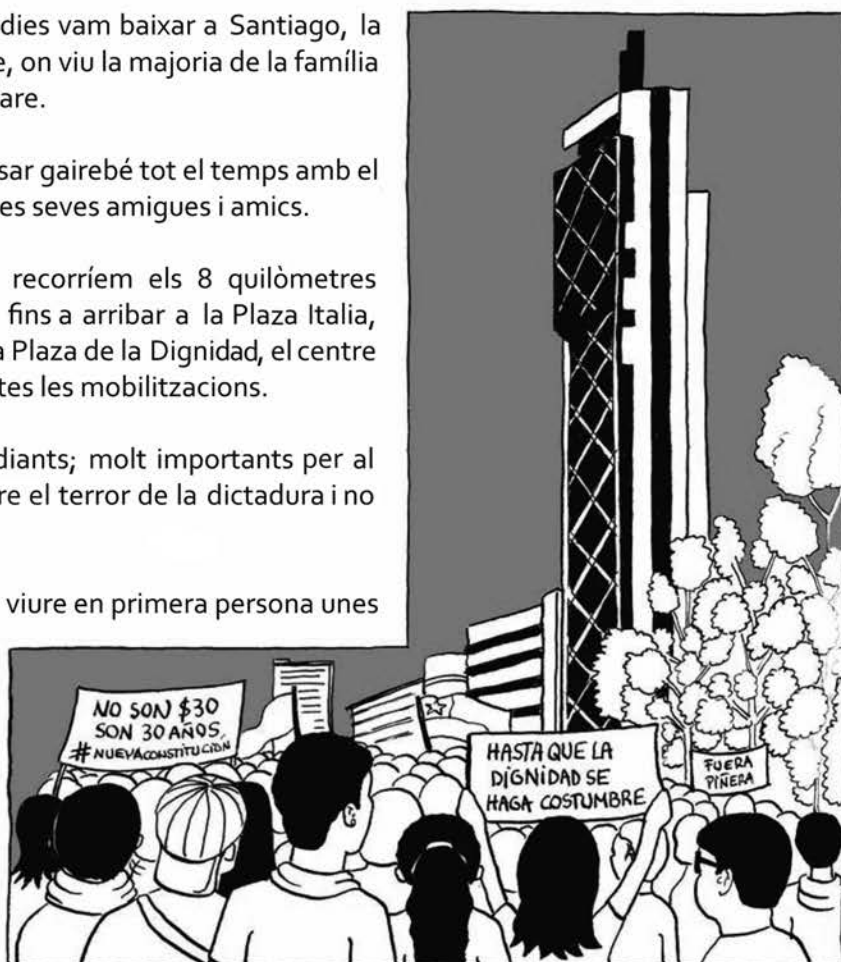 dies vam baixar a Santiago, la
e, on viu la majoria de la família
are.
sar gairebé tot el temps amb el
es seves amigues i amics.
recorríem els 8 quilòmetres
fins a arribar a la Plaza Italia,
a Plaza de la Dignidad, el centre
tes les mobilitzacions.
diants; molt importants per al
re el terror de la dictadura i no
viure en primera persona unes
NO SON $30
SON 30 AÑOS,
# NUEVA CONSTITUCIÓN
HASTA QUE LA
DIGNIDAD SE
HAGA COSTUMBRE
FUERA
PIÑERA